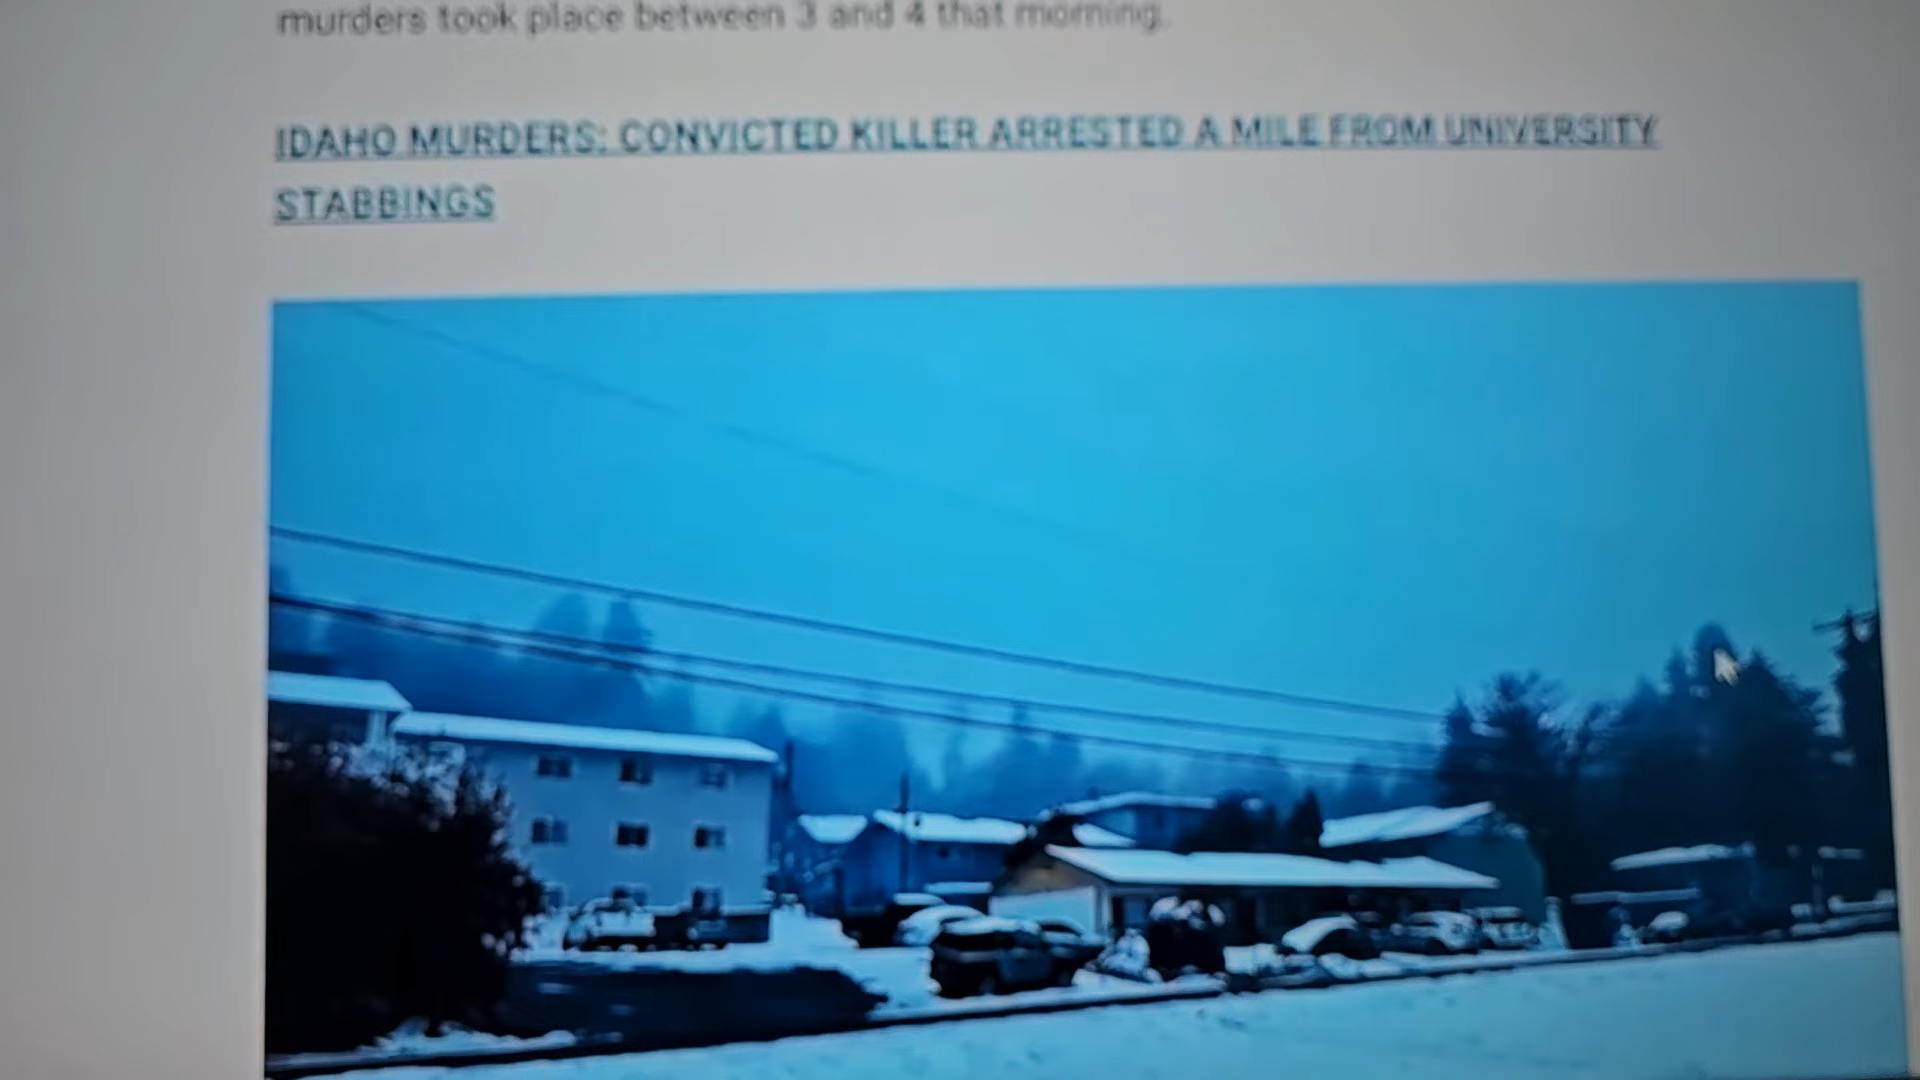 murders took place between 3 and 4 that morning.
IDAHO MURDERS: CONVICTED KILLER ARRESTED A MILE FROM UNIVERSITY
STABBINGS